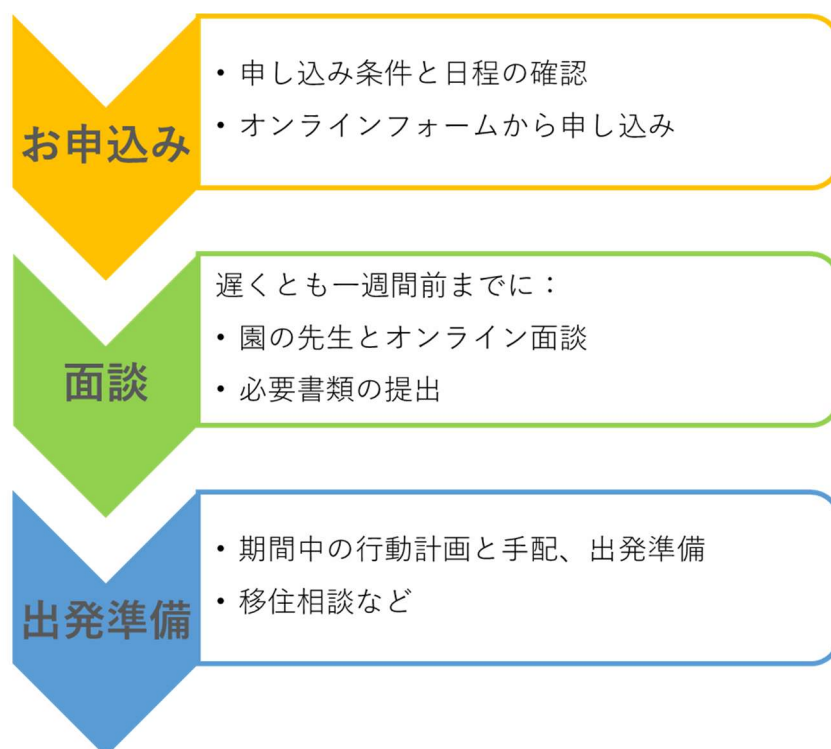 お申込み
• 申し込み条件と日程の確認
• オンラインフォームから申し込み
面談
遅くとも一週間前までに：
• 園の先生とオンライン面談
• 必要書類の提出
出発準備
• 期間中の行動計画と手配、出発準備
• 移住相談など